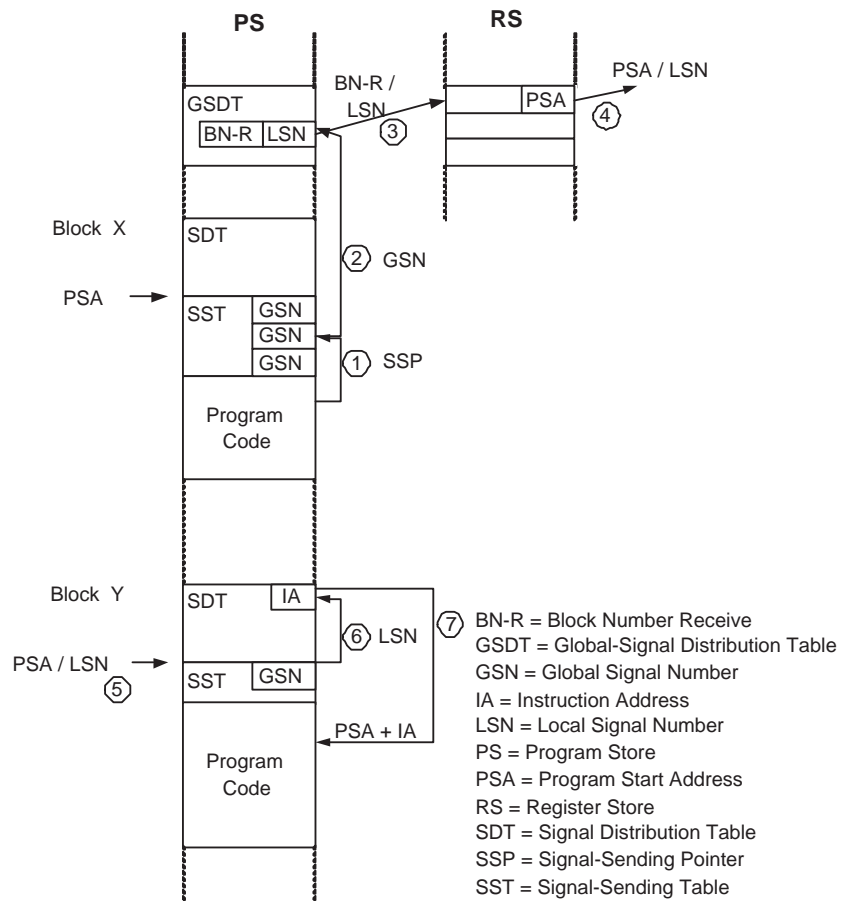 PS
RS
GSDT
BN-R LSN
BN-R /
LSN
3
PSA
PSA / LSN
4
Block X
SDT
2 GSN
PSA
SST
GSN
GSN
GSN
1 SSP
Program
Code
Block Y
SDT
IA
6 LSN
7
PSA / LSN
5
SST
GSN
PSA + IA
Program
Code
BN-R = Block Number Receive
GSDT = Global-Signal Distribution Table
GSN = Global Signal Number
IA = Instruction Address
LSN = Local Signal Number
PS = Program Store
PSA = Program Start Address
RS = Register Store
SDT = Signal Distribution Table
SSP = Signal-Sending Pointer
SST = Signal-Sending Table